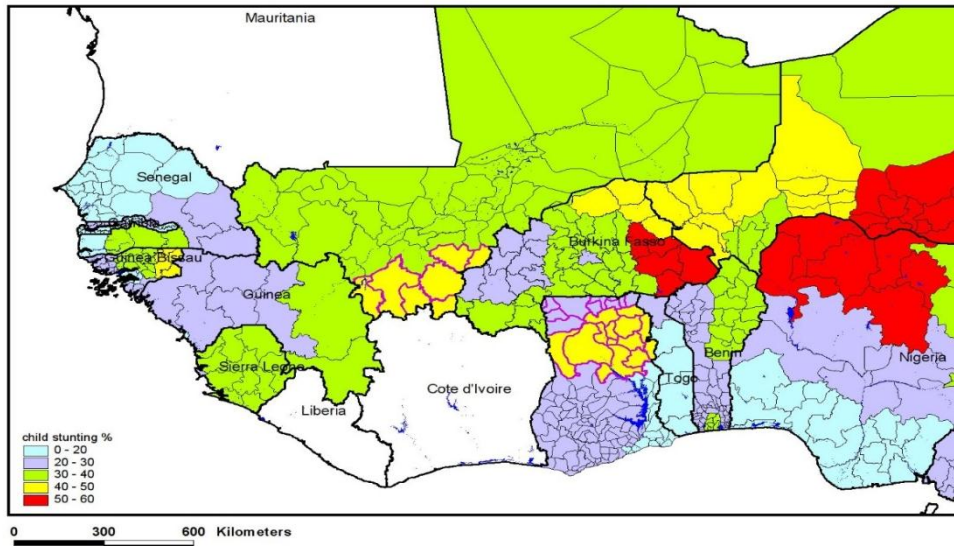 Mauritania
Senegal
Guinea Bissau
Guinea
Sierra Leone
Liberia
Cote d'Ivoire
Burkina Fasso
Togo
Benin
Nigeria
child stunting %
0 - 20
20 - 30
30 - 40
40 - 50
50 - 60
0 300 600 Kilometers